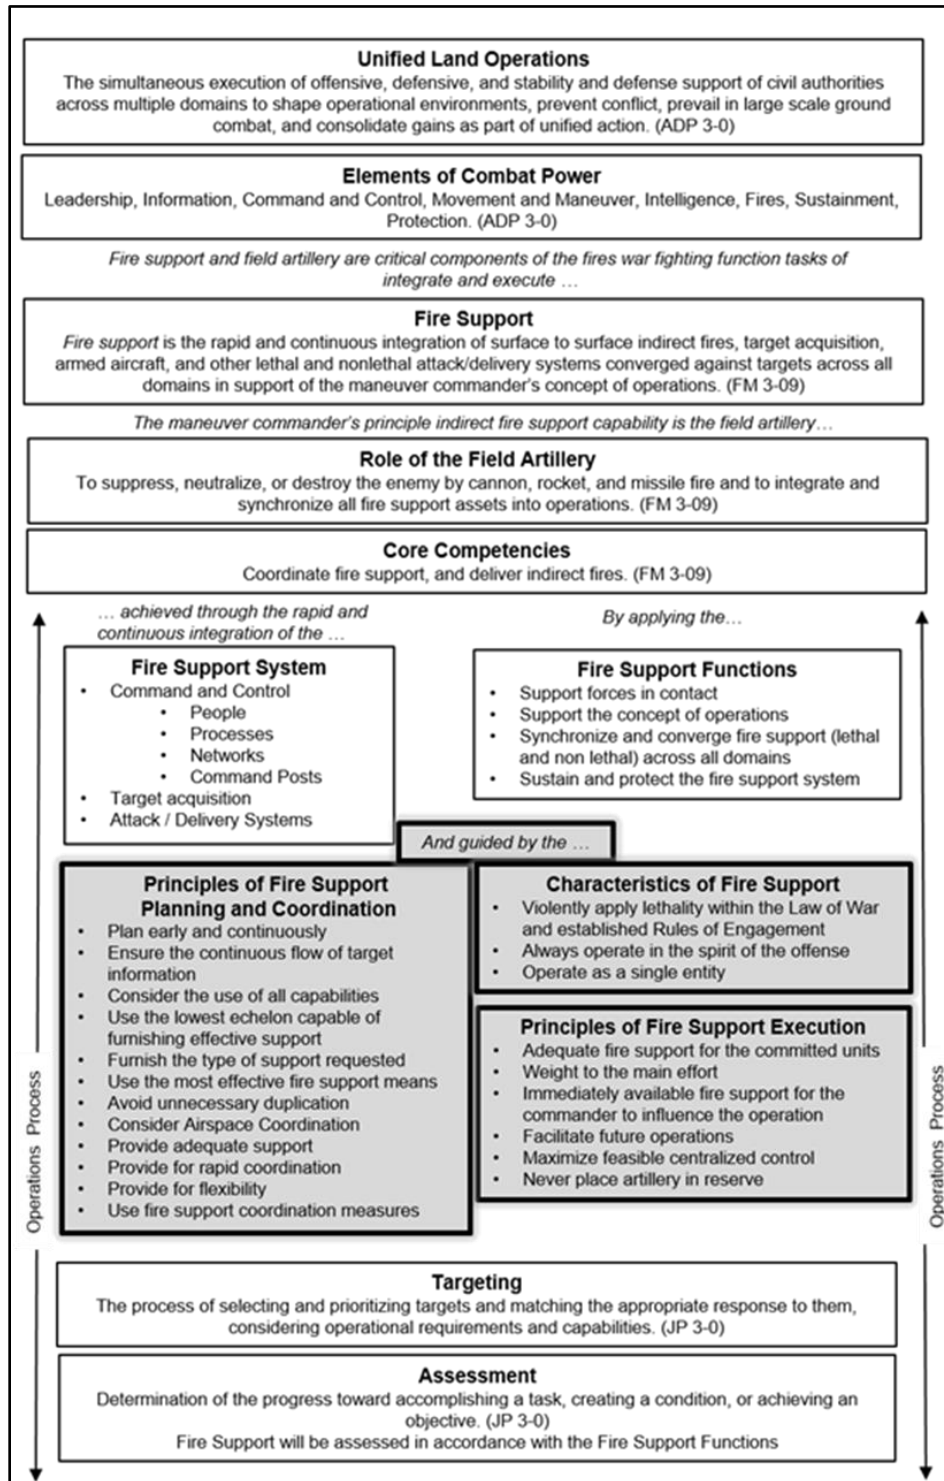 Unified Land Operations
The simultaneous execution of offensive, defensive, and stability and defense support of civil authorities
across multiple domains to shape operational environments, prevent conflict, prevail in large scale ground
combat, and consolidate gains as part of unified action. (ADP 3-0)
Elements of Combat Power
Leadership, Information, Command and Control, Movement and Maneuver, Intelligence, Fires, Sustainment,
Protection. (ADP 3-0)
Fire support and field artillery are critical components of the fires war fighting function tasks of
integrate and execute …
Fire Support
Fire support is the rapid and continuous integration of surface to surface indirect fires, target acquisition,
armed aircraft, and other lethal and nonlethal attack/delivery systems converged against targets across all
domains in support of the maneuver commander's concept of operations. (FM 3-09)
The maneuver commander's principle indirect fire support capability is the field artillery…
Role of the Field Artillery
To suppress, neutralize, or destroy the enemy by cannon, rocket, and missile fire and to integrate and
synchronize all fire support assets into operations. (FM 3-09)
Core Competencies
Coordinate fire support, and deliver indirect fires. (FM 3-09)
… achieved through the rapid and
continuous integration of the …
Fire Support System
• Command and Control
• People
• Processes
• Networks
• Command Posts
• Target acquisition
• Attack / Delivery Systems
By applying the…
Fire Support Functions
• Support forces in contact
• Support the concept of operations
• Synchronize and converge fire support (lethal
and non lethal) across all domains
• Sustain and protect the fire support system
And guided by the …
Principles of Fire Support
Planning and Coordination
• Plan early and continuously
• Ensure the continuous flow of target
information
• Consider the use of all capabilities
• Use the lowest echelon capable of
furnishing effective support
• Furnish the type of support requested
• Use the most effective fire support means
• Avoid unnecessary duplication
• Consider Airspace Coordination
• Provide adequate support
• Provide for rapid coordination
• Provide for flexibility
• Use fire support coordination measures
Characteristics of Fire Support
• Violently apply lethality within the Law of War
and established Rules of Engagement
• Always operate in the spirit of the offense
• Operate as a single entity
Principles of Fire Support Execution
• Adequate fire support for the committed units
• Weight to the main effort
• Immediately available fire support for the
commander to influence the operation
• Facilitate future operations
• Maximize feasible centralized control
• Never place artillery in reserve
Operations Process
Operations Process
Targeting
The process of selecting and prioritizing targets and matching the appropriate response to them,
considering operational requirements and capabilities. (JP 3-0)
Assessment
Determination of the progress toward accomplishing a task, creating a condition, or achieving an
objective. (JP 3-0)
Fire Support will be assessed in accordance with the Fire Support Functions